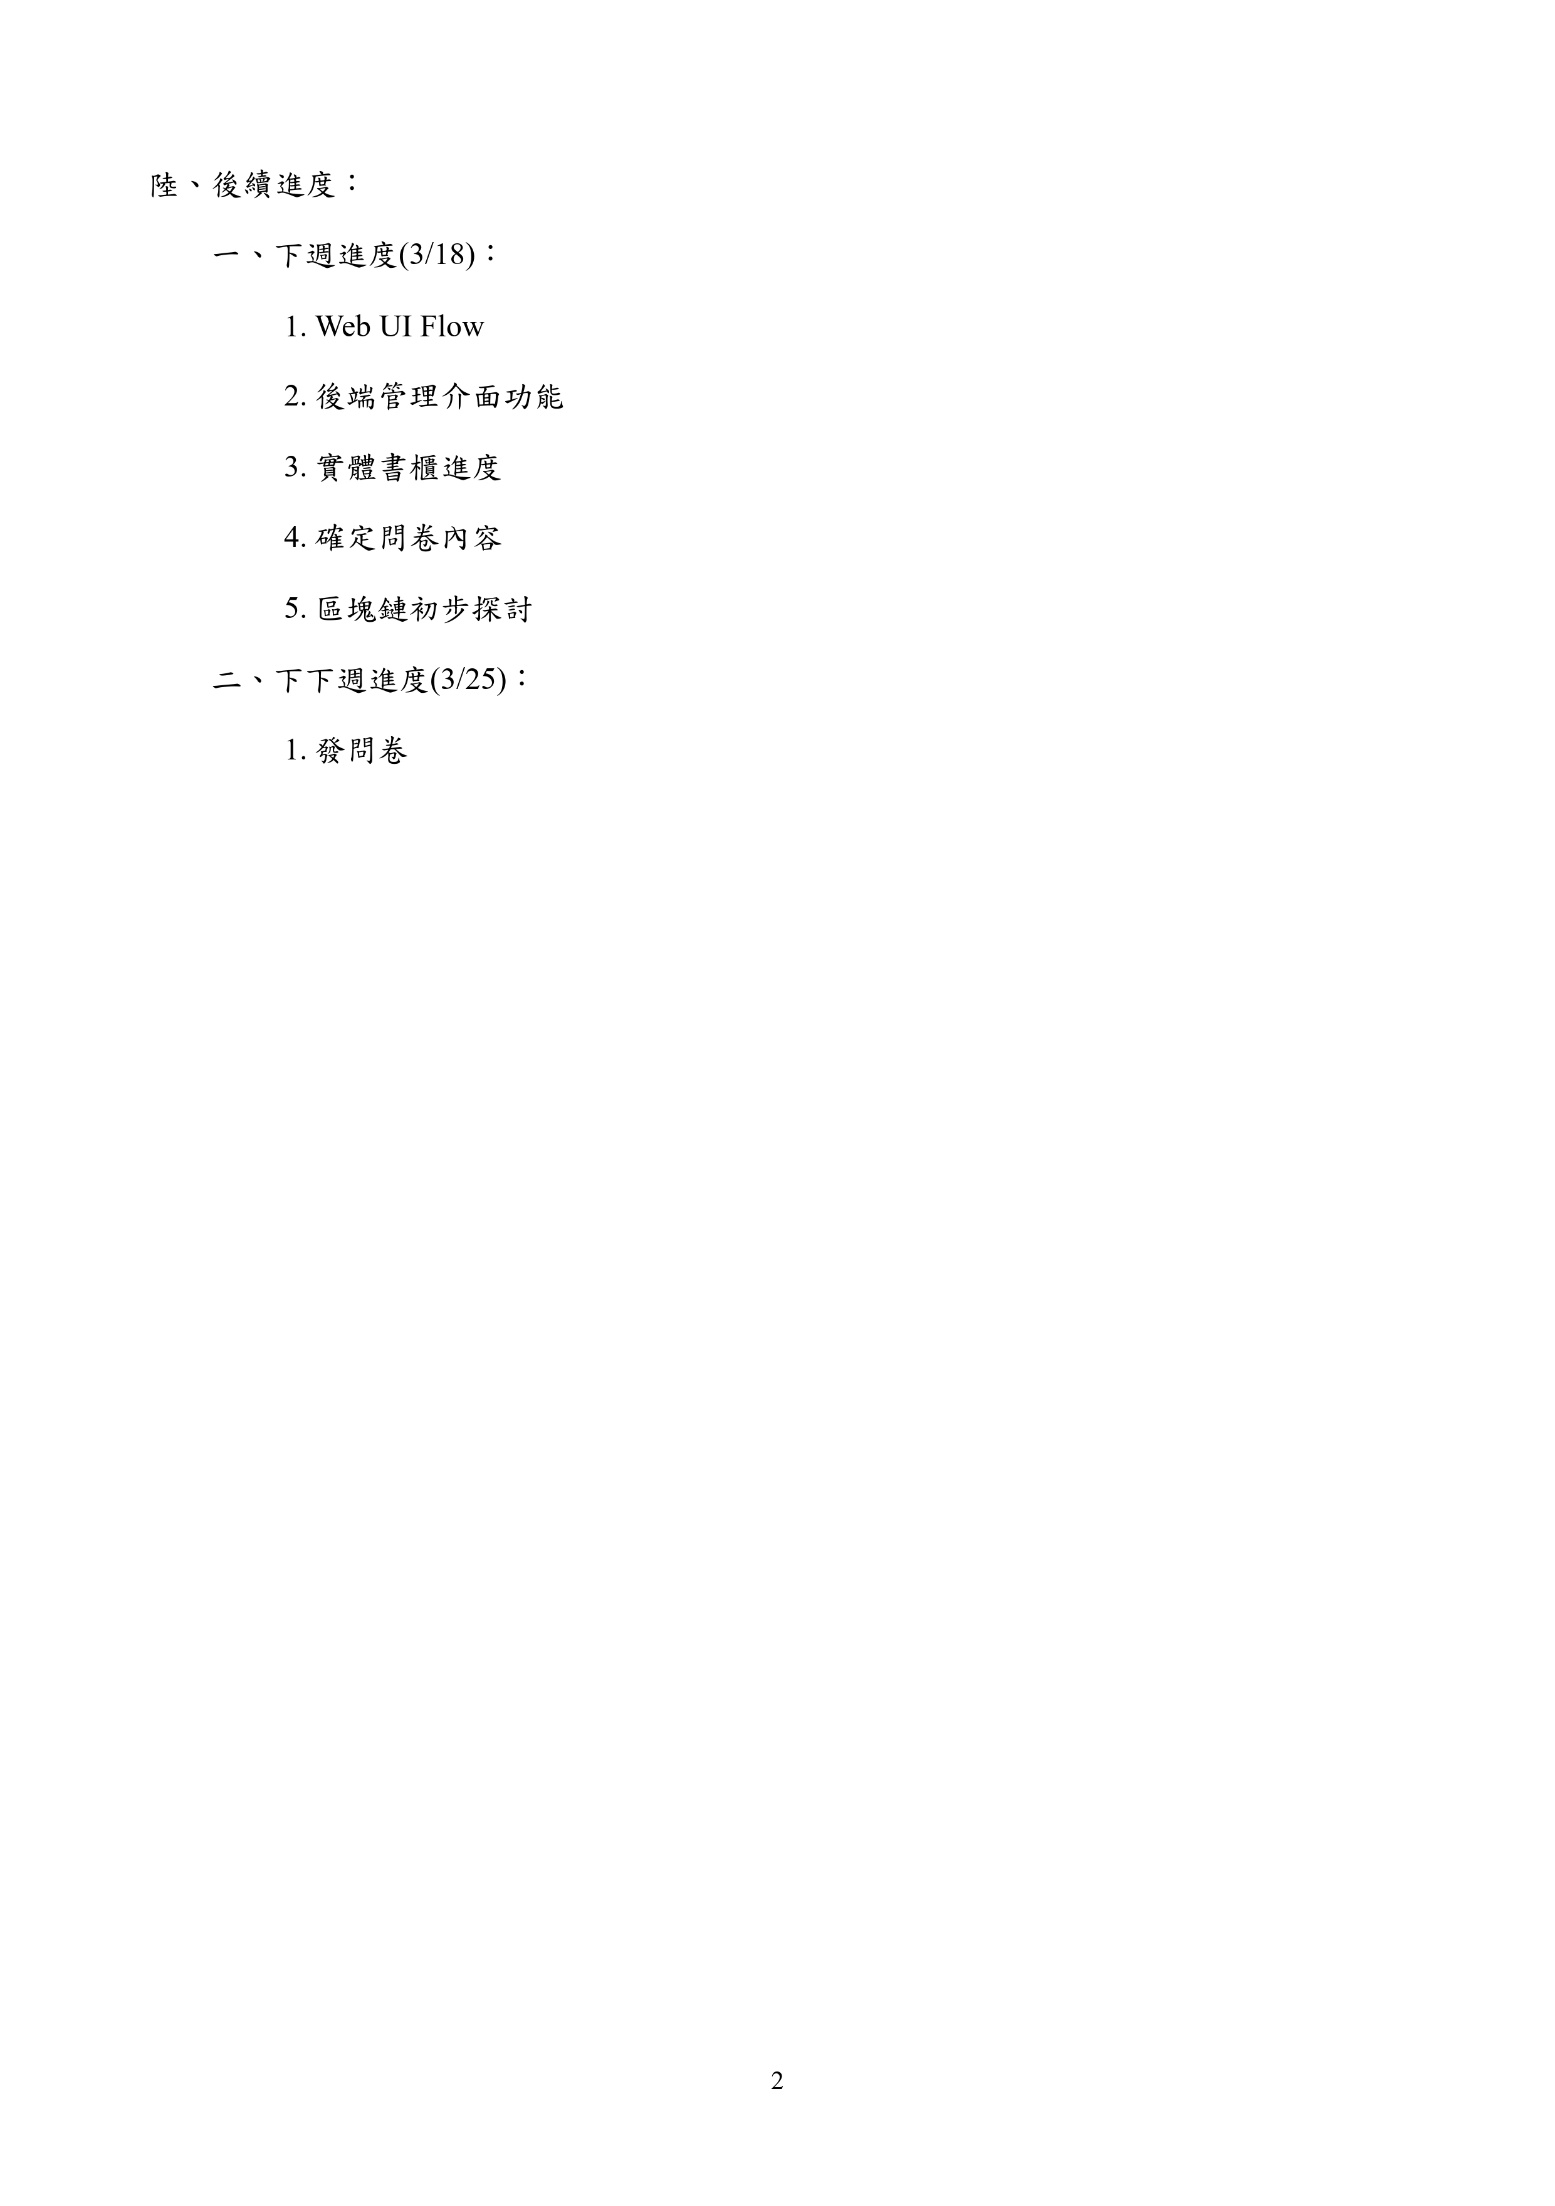 陸、後續進度：
一、下週進度(3/18)：
1. Web UI Flow
2. 後端管理介面功能
3. 實體書櫃進度
4. 確定問卷內容
5. 區塊鏈初步探討
二、下下週進度(3/25)：
1. 發問卷
2